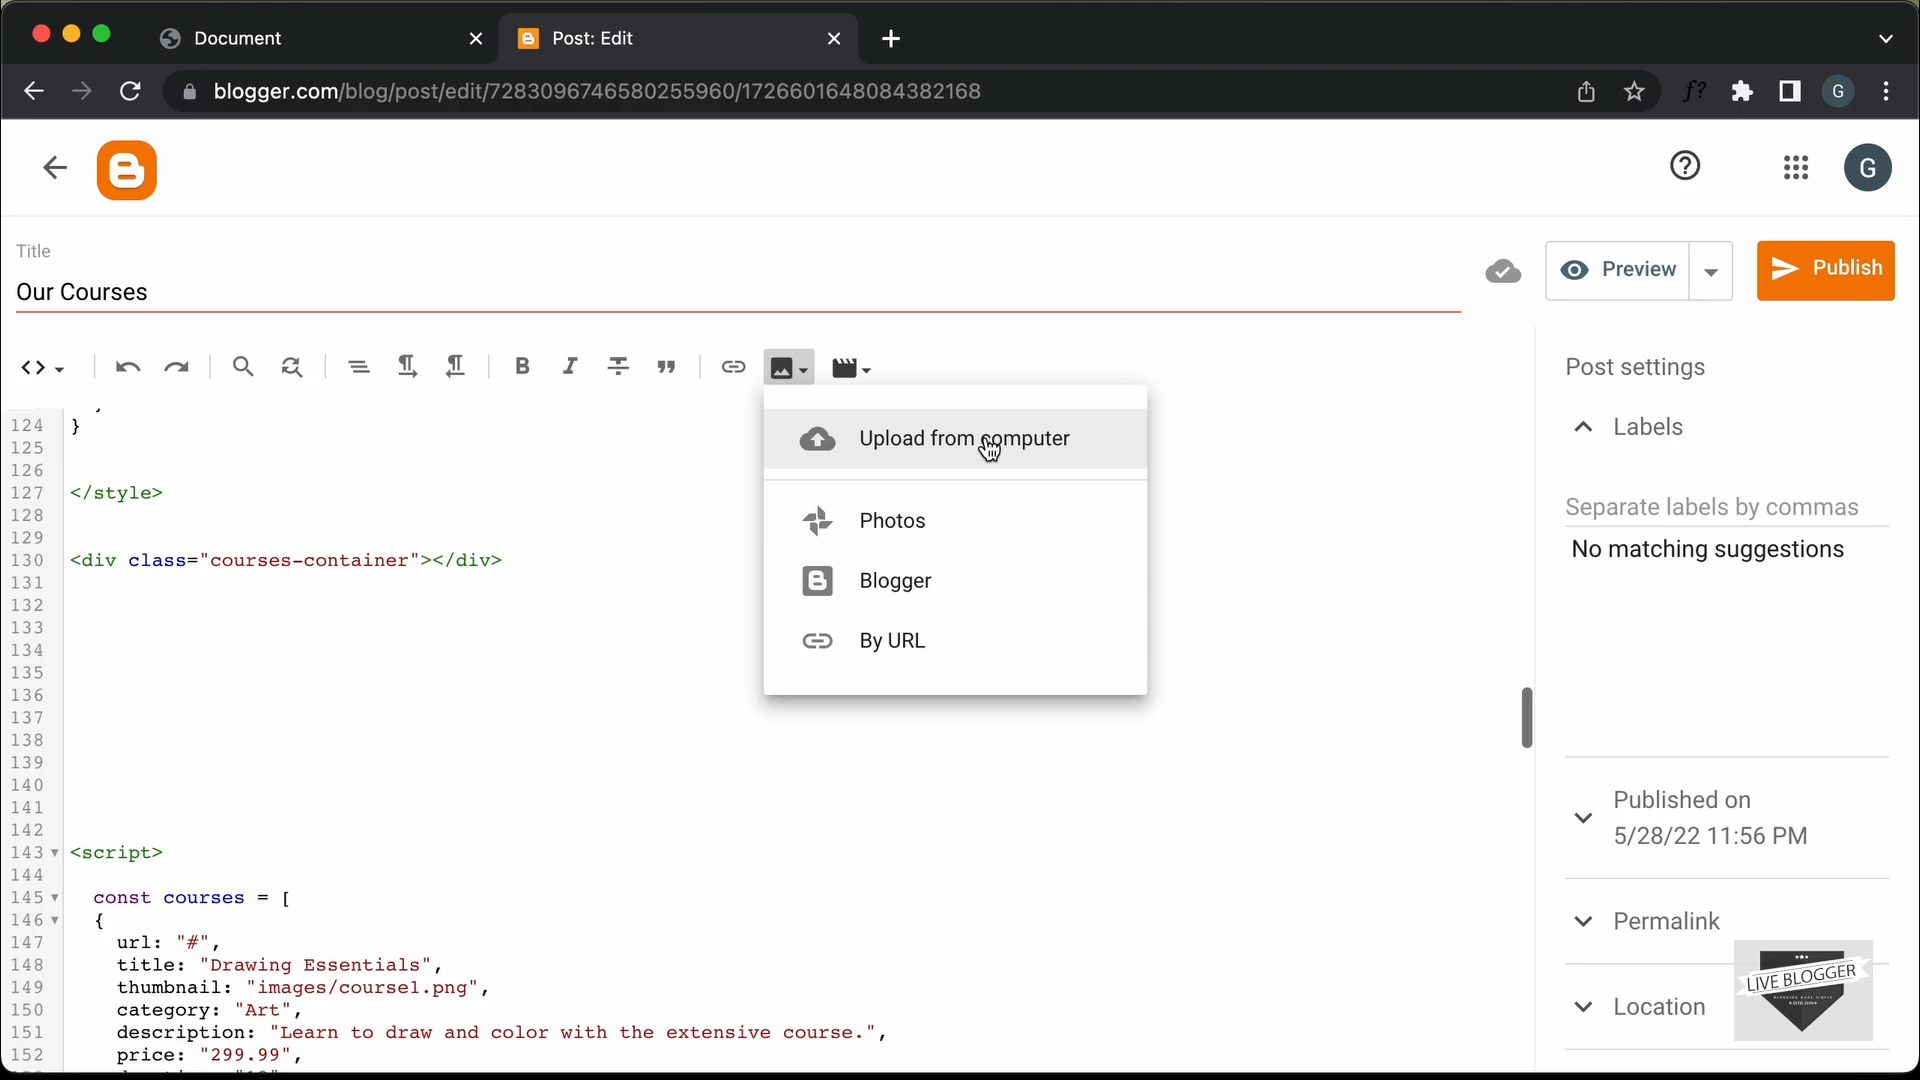 Document
Post: Edit
blogger.com/blog/post/edit/7283096746580255960/1726601648084382168
f?
G
G
Title
Our Courses
Preview
Publish
Post settings
Labels
Separate labels by commas
No matching suggestions
Published on
5/28/22 11:56 PM
Permalink
Location
Upload from computer
Photos
Blogger
By URL
124 }
125
126
127 </style>
128
129
130 <div class="courses-container"></div>
131
132
133
134
135
136
137
138
139
140
141
142
143 <script>
144
145 const courses = [
146 {
147 url: "#",
148 title: "Drawing Essentials",
149 thumbnail: "images/course1.png",
150 category: "Art",
151 description: "Learn to draw and color with the extensive course.",
152 price: "299.99",
LIVE BLOGGER